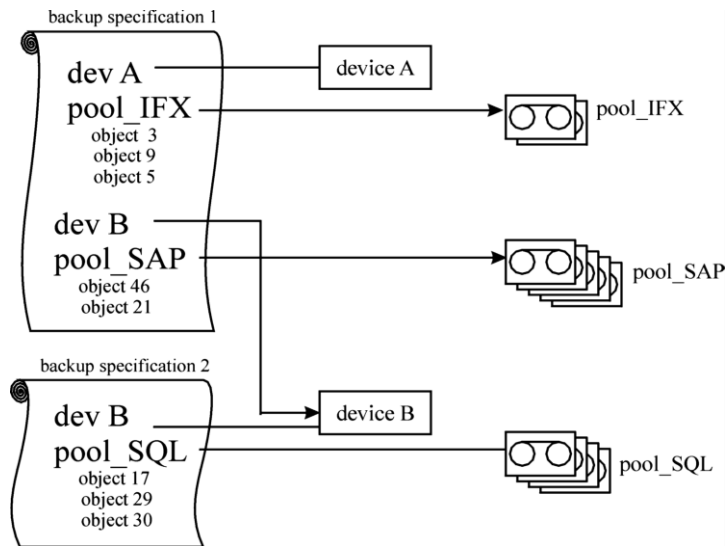 backup specification 1
dev A
device A
pool_IFX
pool_IFX
object 3
object 9
object 5
dev B
pool_SAP
pool_SAP
object 46
object 21
backup specification 2
dev B
device B
pool_SQL
pool_SQL
object 17
object 29
object 30